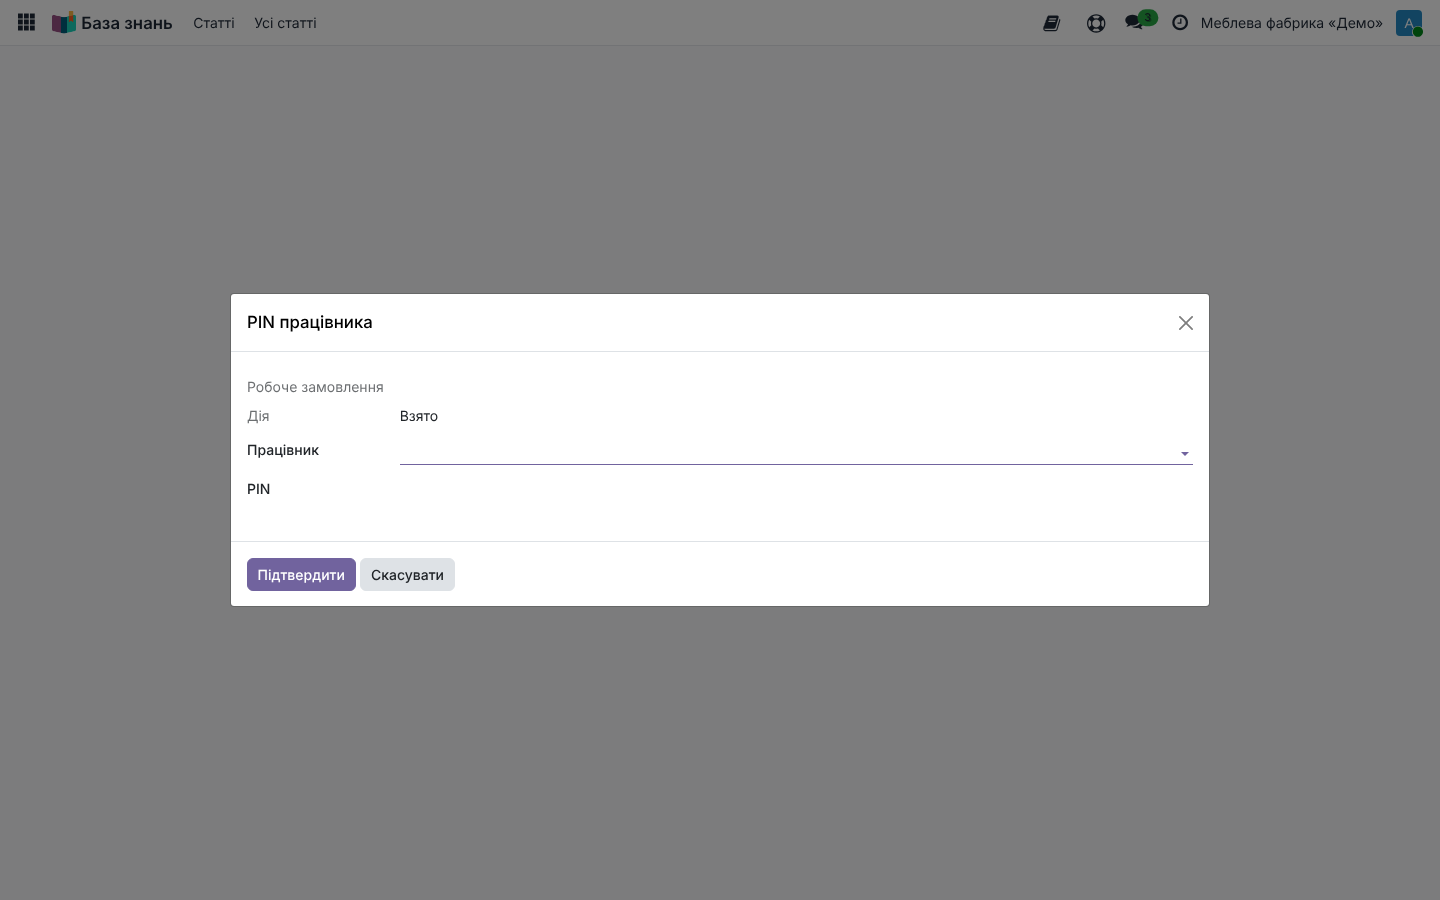 База знань Статті Усі статті 3 Меблева фабрика «Демо» A
PIN працівника
Робоче замовлення
Дія Взято
Працівник
PIN
Підтвердити Скасувати